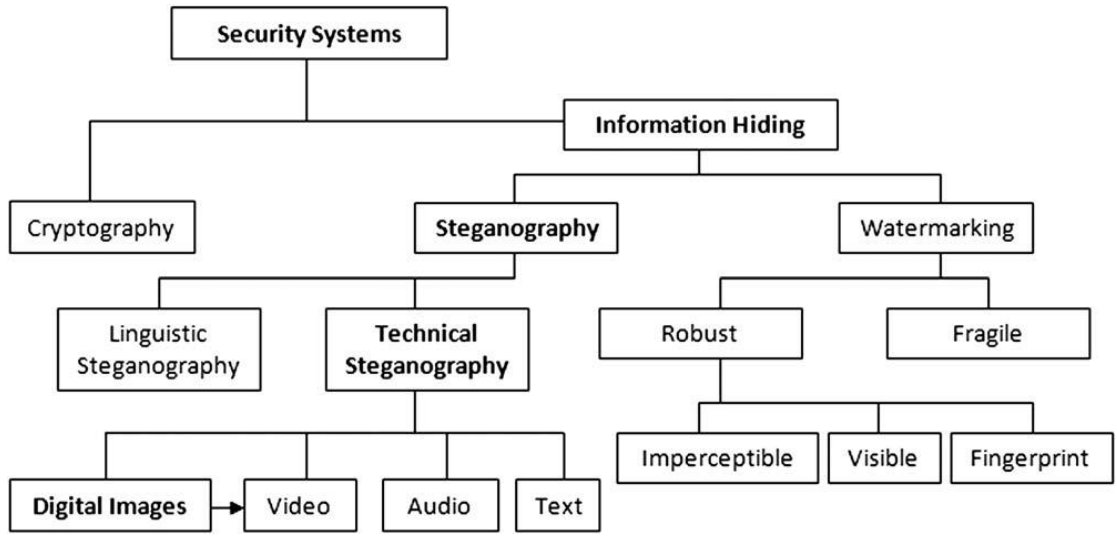 Security Systems
Information Hiding
Cryptography
Steganography
Watermarking
Linguistic
Steganography
Technical
Steganography
Robust
Fragile
Imperceptible
Visible
Fingerprint
Digital Images
Video
Audio
Text